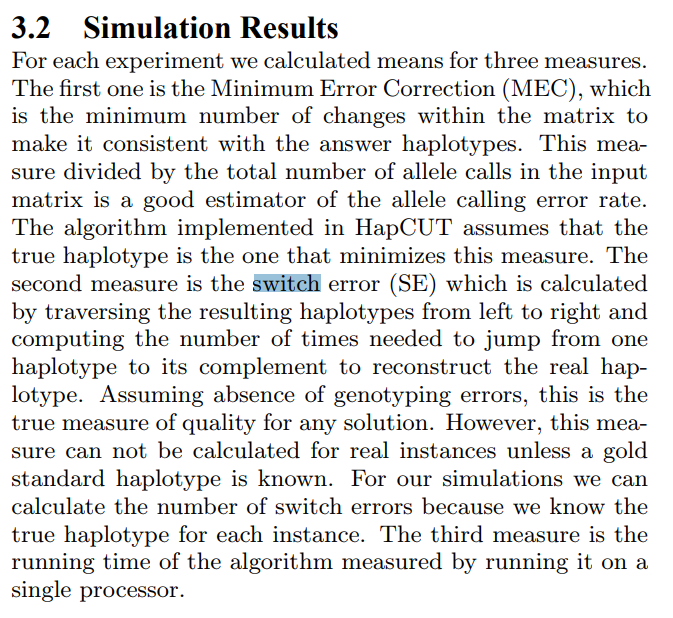 3.2 Simulation Results
For each experiment we calculated means for three measures.
The first one is the Minimum Error Correction (MEC), which
is the minimum number of changes within the matrix to
make it consistent with the answer haplotypes. This mea-
sure divided by the total number of allele calls in the input
matrix is a good estimator of the allele calling error rate.
The algorithm implemented in HapCUT assumes that the
true haplotype is the one that minimizes this measure. The
second measure is the switch error (SE) which is calculated
by traversing the resulting haplotypes from left to right and
computing the number of times needed to jump from one
haplotype to its complement to reconstruct the real hap-
lotype. Assuming absence of genotyping errors, this is the
true measure of quality for any solution. However, this mea-
sure can not be calculated for real instances unless a gold
standard haplotype is known. For our simulations we can
calculate the number of switch errors because we know the
true haplotype for each instance. The third measure is the
running time of the algorithm measured by running it on a
single processor.